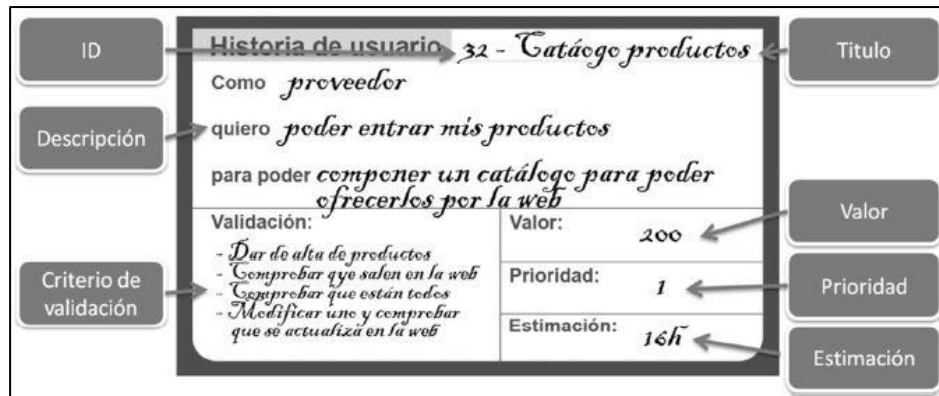 ID
Historia de usuario 32 - Catáogo productos
Titulo
Como proveedor
Descripción
quiero poder entrar mis productos
para poder componer un catálogo para poder
ofrecerlos por la web
Validación:
- Dar de alta de productos
- Comprobar qye salen en la web
- Comprobar que están todos
- Modificar uno y comprobar
que se actualiza en la web
Criterio de
validación
Valor:
200
Valor
Prioridad:
1
Prioridad
Estimación:
16h
Estimación